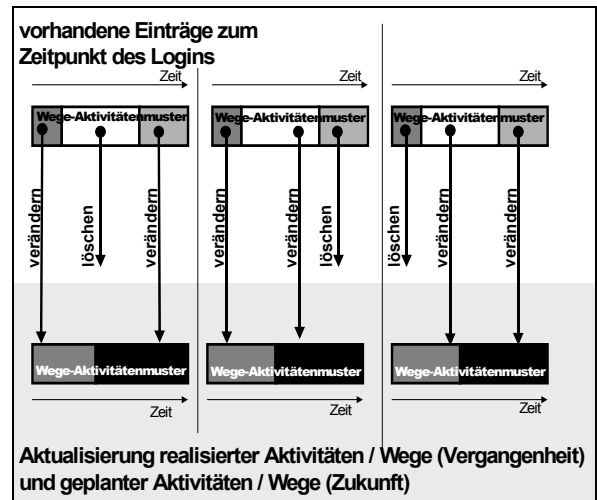 vorhandene Einträge zum
Zeitpunkt des Logins
Zeit
Zeit
Zeit
Wege-Aktivitätenmuster
Wege-Aktivitätenmuster
Wege-Aktivitätenmuster
verändern
löschen
verändern
verändern
verändern
löschen
löschen
verändern
verändern
Wege-Aktivitätenmuster
Wege-Aktivitätenmuster
Wege-Aktivitätenmuster
Zeit
Zeit
Zeit
Aktualisierung realisierter Aktivitäten / Wege (Vergangenheit)
und geplanter Aktivitäten / Wege (Zukunft)